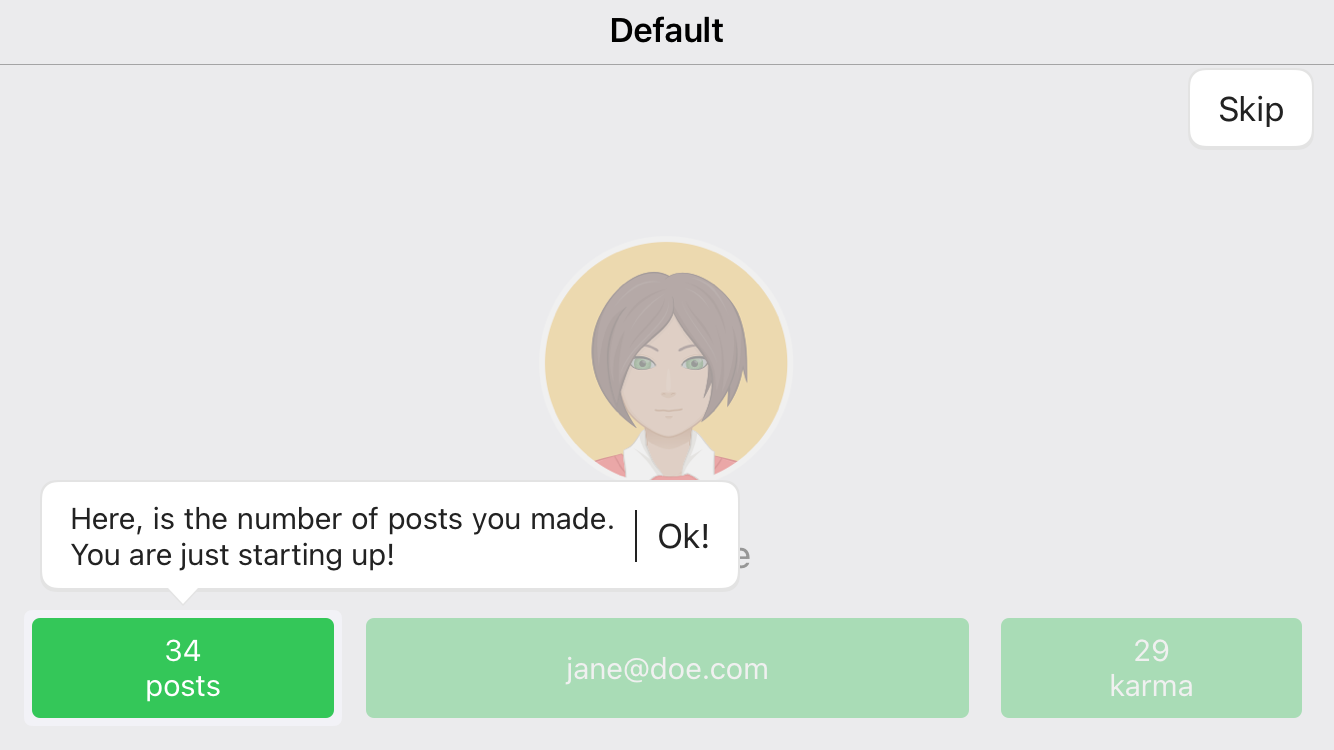 Default
Skip
Here, is the number of posts you made.
You are just starting up!
Ok!
34
posts
jane@doe.com
29
karma